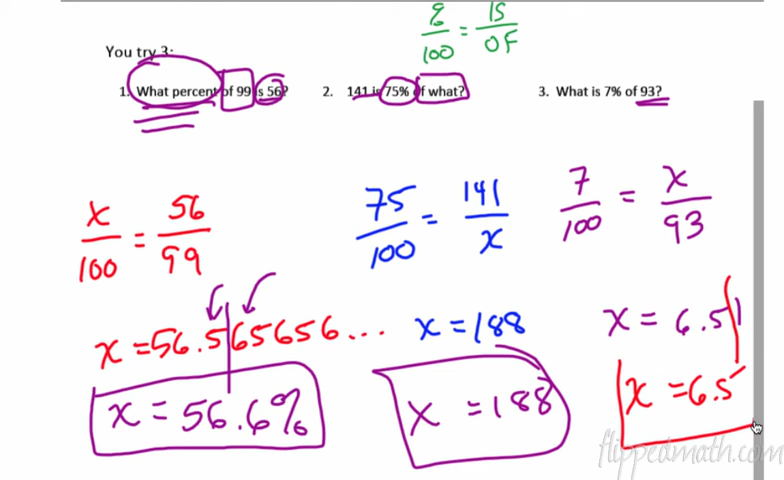 %/100 = IS/OF
You try 3:
1. What percent of 99 is 56?
2. 141 is 75% of what?
3. What is 7% of 93?
x/100 = 56/99
75/100 = 141/x
7/100 = x/93
x = 56.565656...
x = 188
x = 6.51
x = 56.6%
x = 188
x = 6.5
flippedmath.com